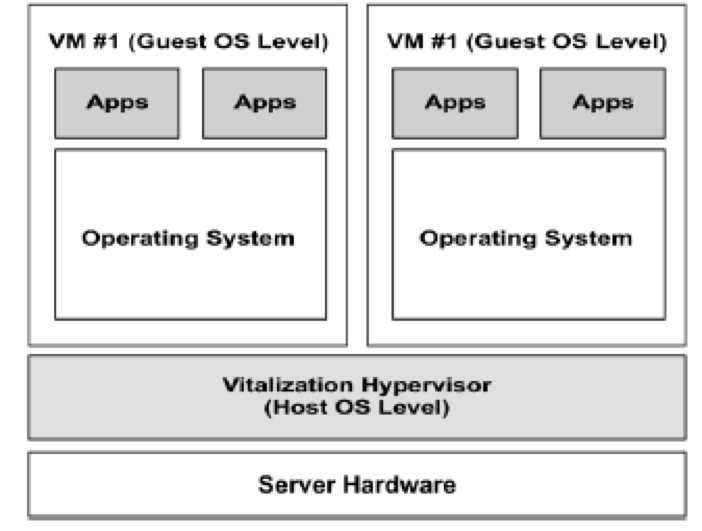 VM #1 (Guest OS Level)
Apps
Apps
Operating System
VM #1 (Guest OS Level)
Apps
Apps
Operating System
Vitalization Hypervisor
(Host OS Level)
Server Hardware